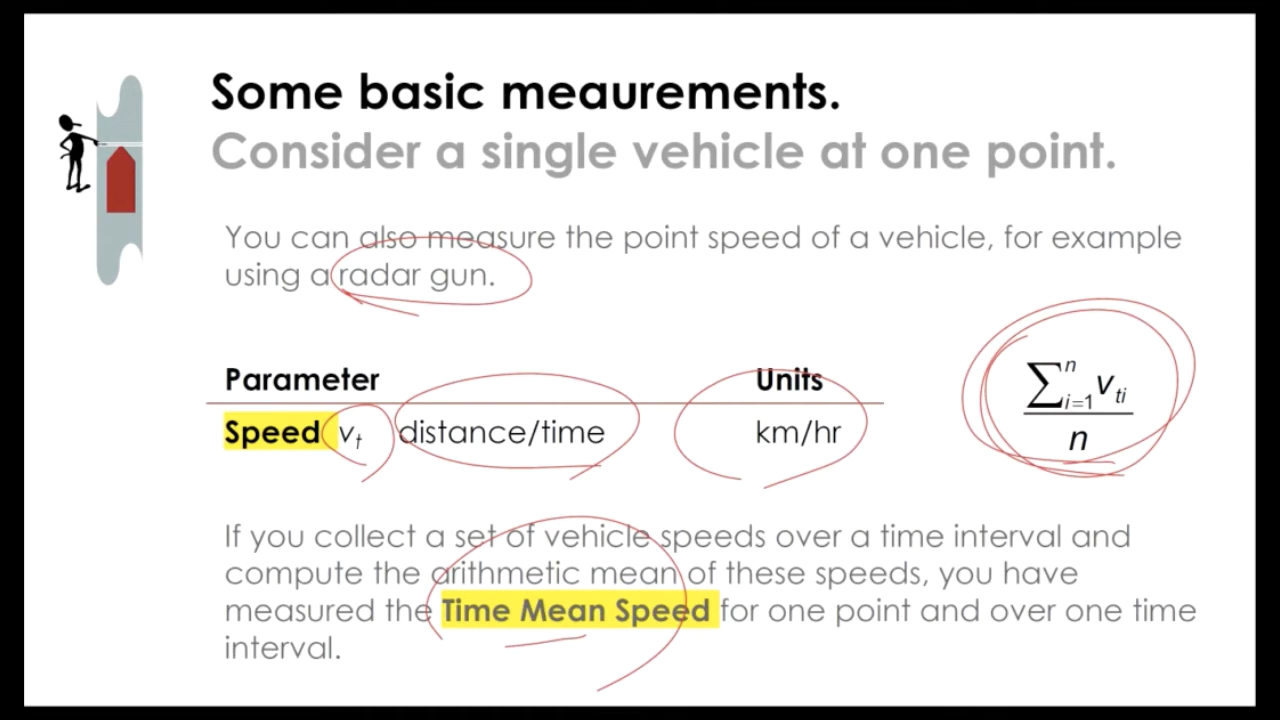 Some basic meaurements.
Consider a single vehicle at one point.
You can also measure the point speed of a vehicle, for example
using a radar gun.
Parameter Units
Speed v_t distance/time km/hr
∑_{i=1}^{n} v_{ti}
n
If you collect a set of vehicle speeds over a time interval and
compute the arithmetic mean of these speeds, you have
measured the Time Mean Speed for one point and over one time
interval.